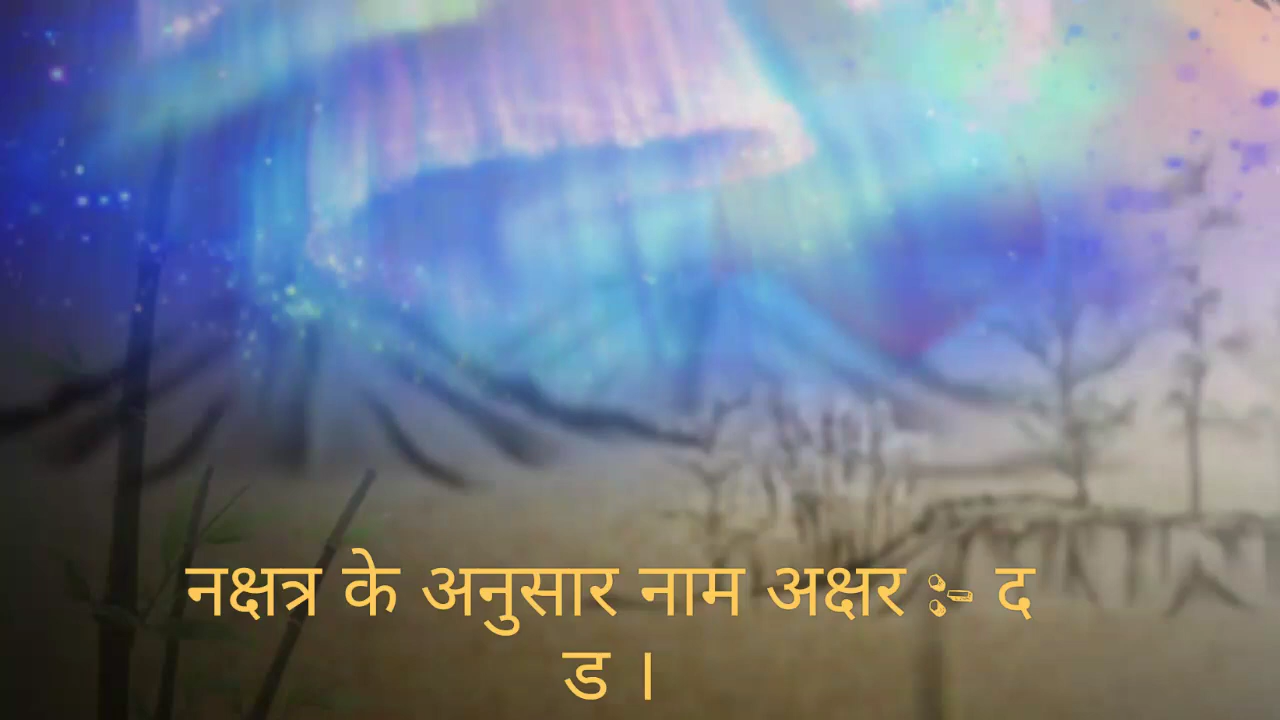 नक्षत्र के अनुसार नाम अक्षर :- द
ड ।